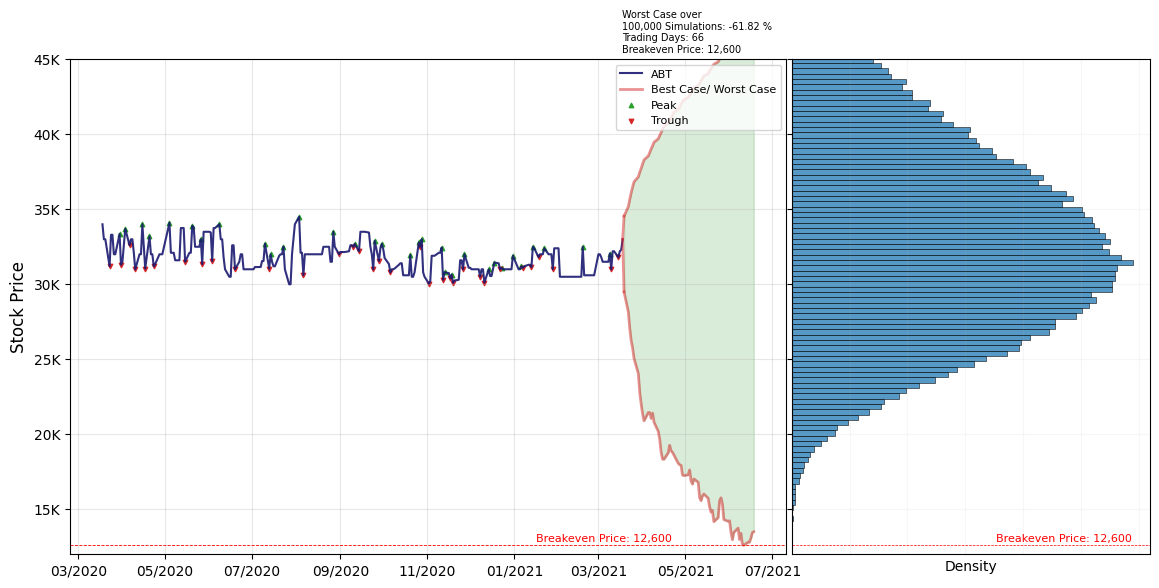 Worst Case over
100,000 Simulations: -61.82 %
Trading Days: 66
Breakeven Price: 12,600
45K
40K
35K
30K
25K
20K
15K
Stock Price
ABT
Best Case/ Worst Case
Peak
Trough
Breakeven Price: 12,600
Breakeven Price: 12,600
03/2020
05/2020
07/2020
09/2020
11/2020
01/2021
03/2021
05/2021
07/2021
Density